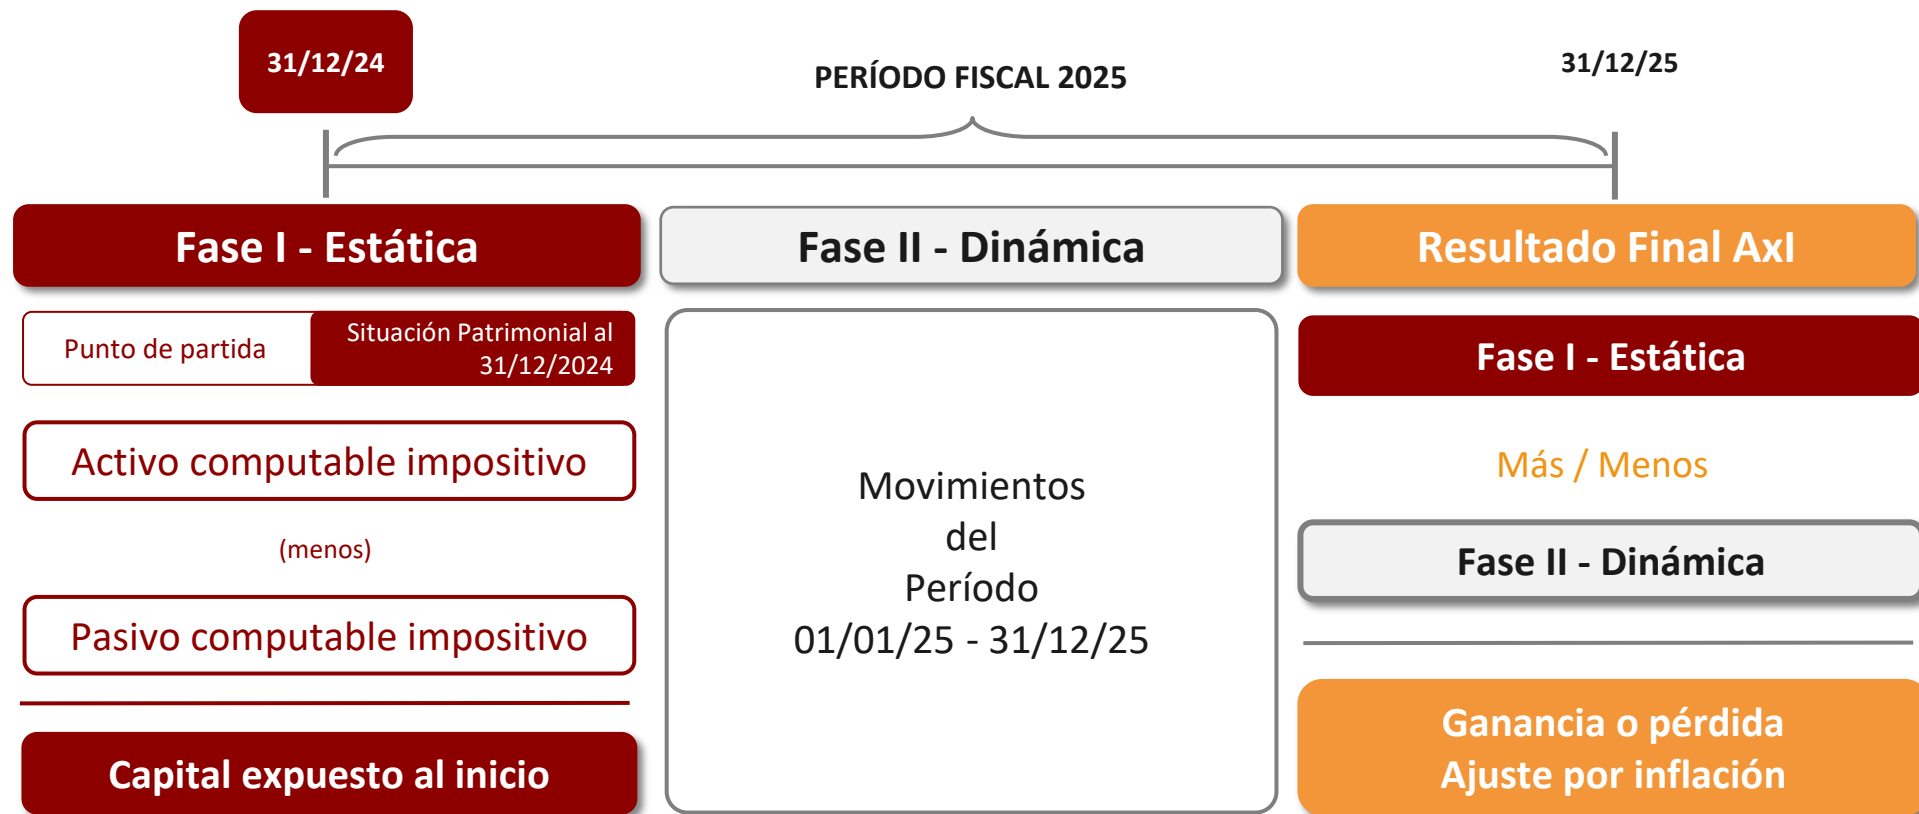 31/12/24
PERÍODO FISCAL 2025
31/12/25
Fase I - Estática
Punto de partida
Situación Patrimonial al
31/12/2024
Activo computable impositivo
(menos)
Pasivo computable impositivo
Capital expuesto al inicio
Fase II - Dinámica
Movimientos
del
Período
01/01/25 - 31/12/25
Resultado Final AxI
Fase I - Estática
Más / Menos
Fase II - Dinámica
Ganancia o pérdida
Ajuste por inflación